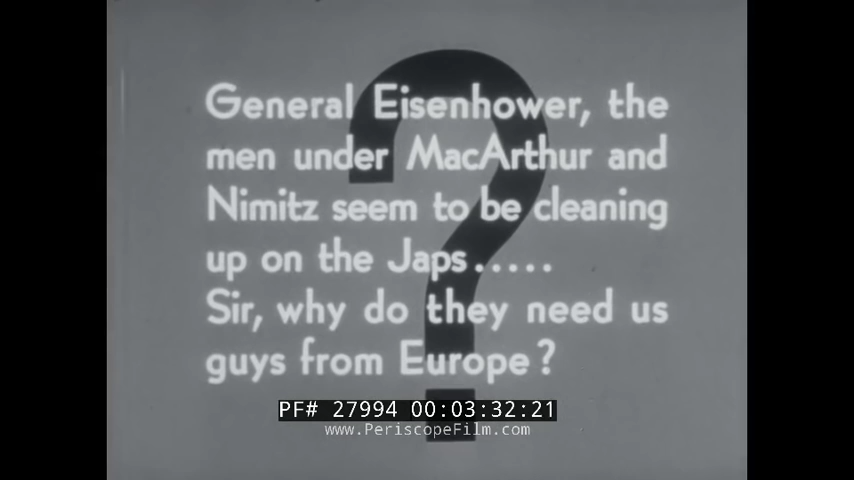 General Eisenhower, the
men under MacArthur and
Nimitz seem to be cleaning
up on the Japs.....
Sir, why do they need us
guys from Europe?
PF# 27994 00:03:32:21
www.PeriscopeFilm.com